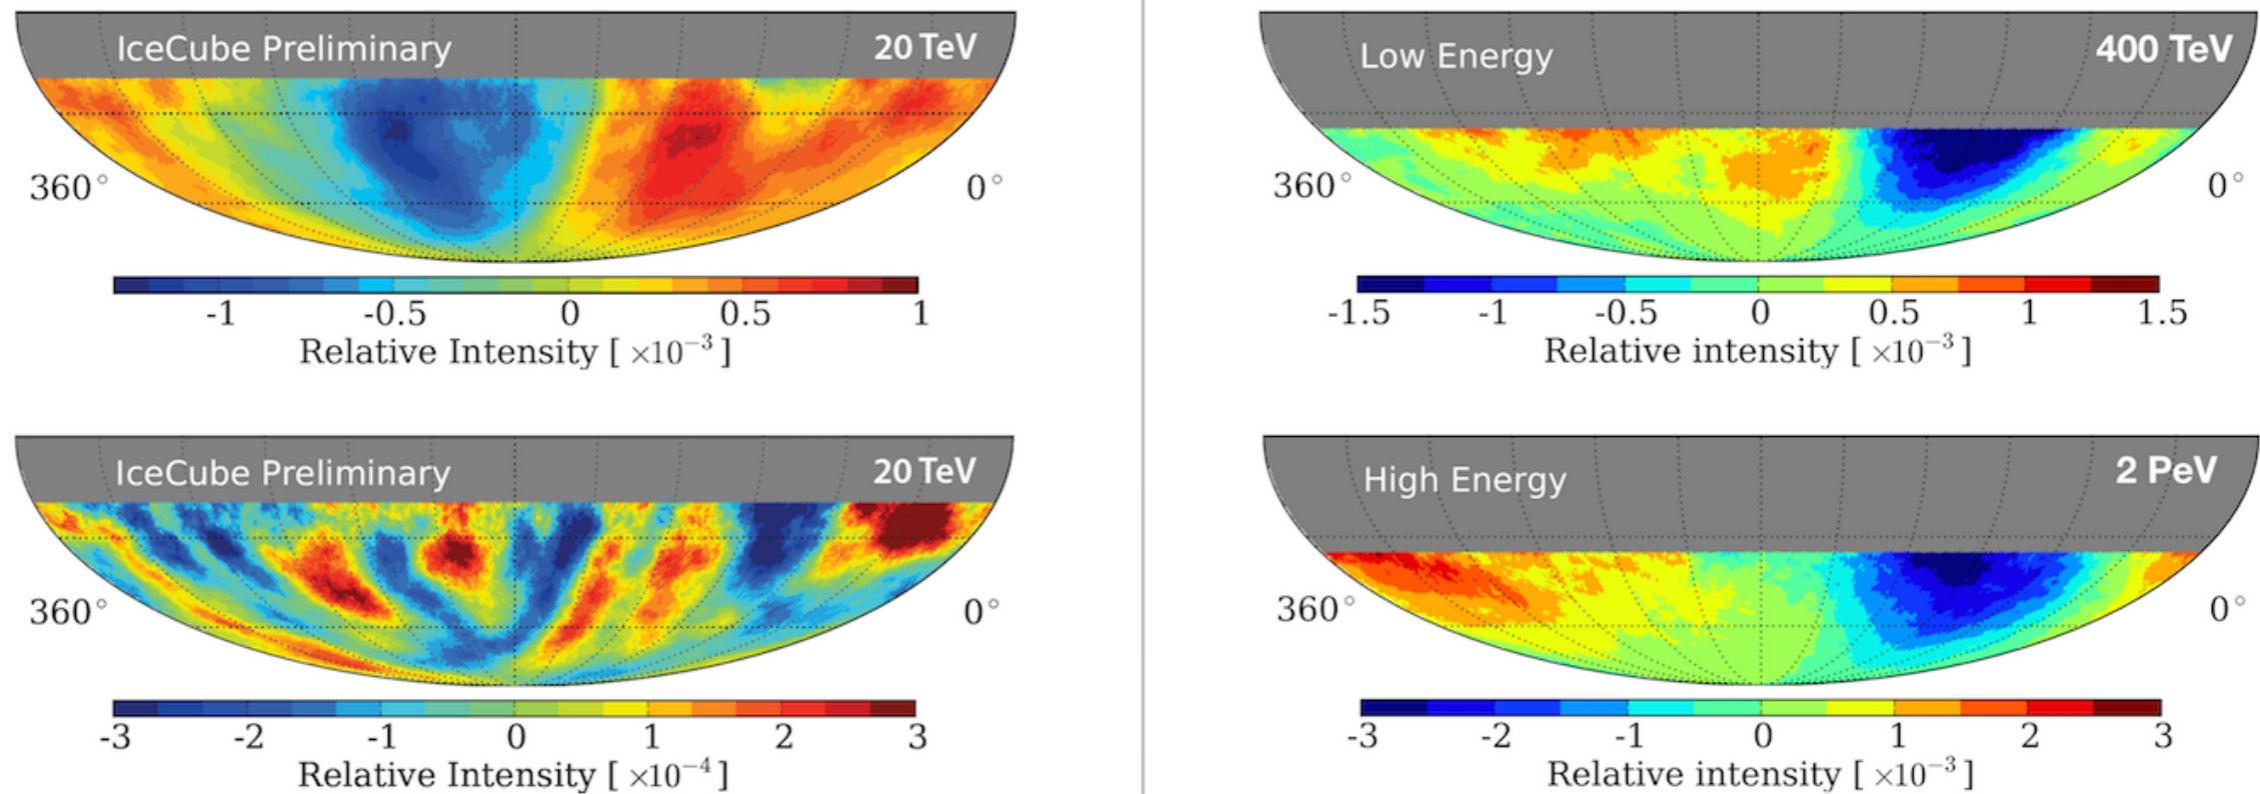 IceCube Preliminary 20 TeV
360° 0°
-1 -0.5 0 0.5 1
Relative Intensity [ ×10⁻³ ]
IceCube Preliminary 20 TeV
360° 0°
-3 -2 -1 0 1 2 3
Relative Intensity [ ×10⁻⁴ ]
Low Energy 400 TeV
360° 0°
-1.5 -1 -0.5 0 0.5 1 1.5
Relative intensity [ ×10⁻³ ]
High Energy 2 PeV
360° 0°
-3 -2 -1 0 1 2 3
Relative intensity [ ×10⁻³ ]